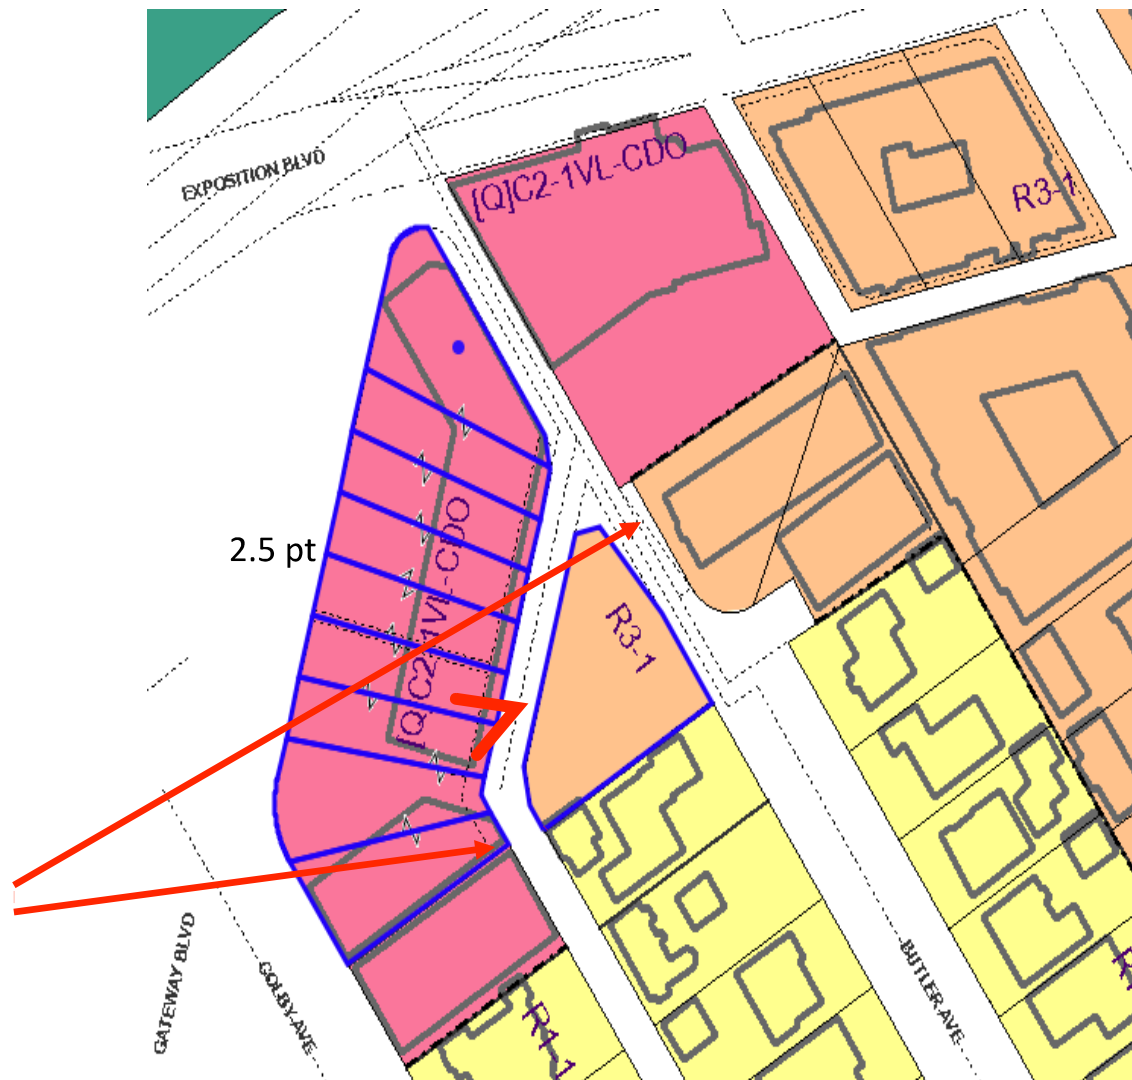 EXPOSITION BLVD
[Q]C2-1VL-CDO
R3-1
2.5 pt
[Q]C2-1VL-CDO
R3-1
GATEWAY BLVD
COLBY AVE
BUTLER AVE
R1-1